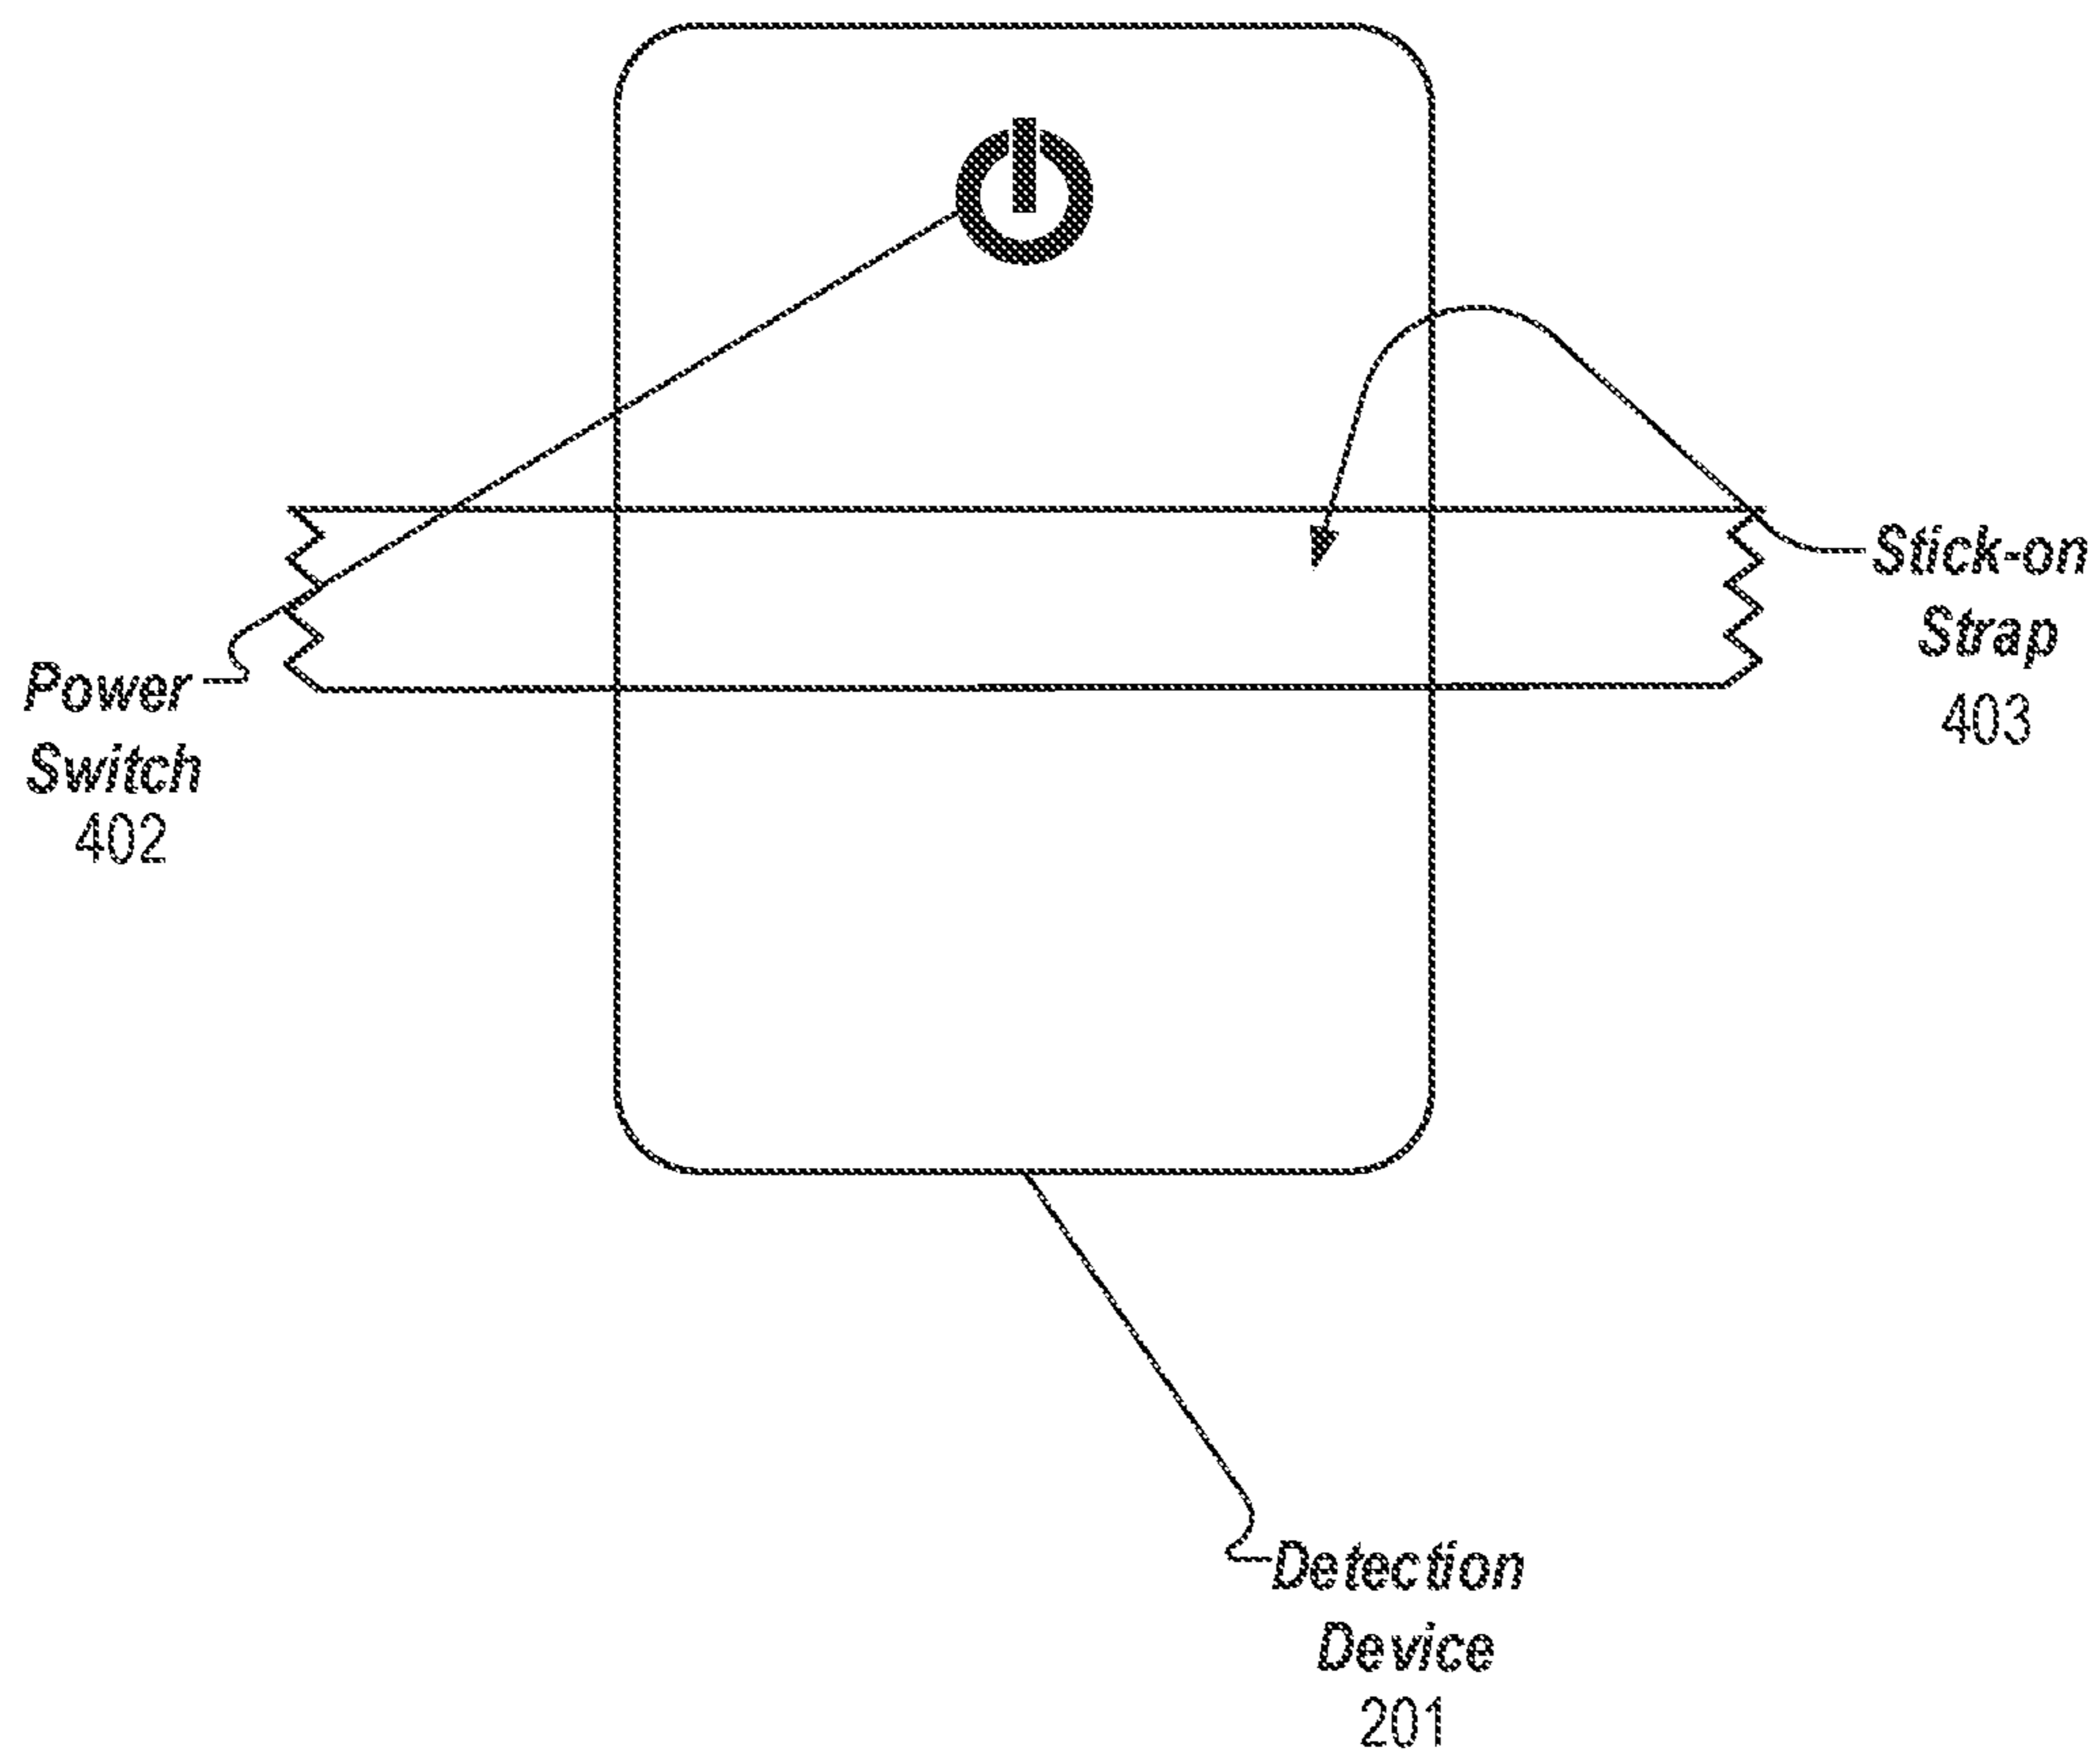 Power
Switch
402
Stick-on
Strap
403
Detection
Device
201